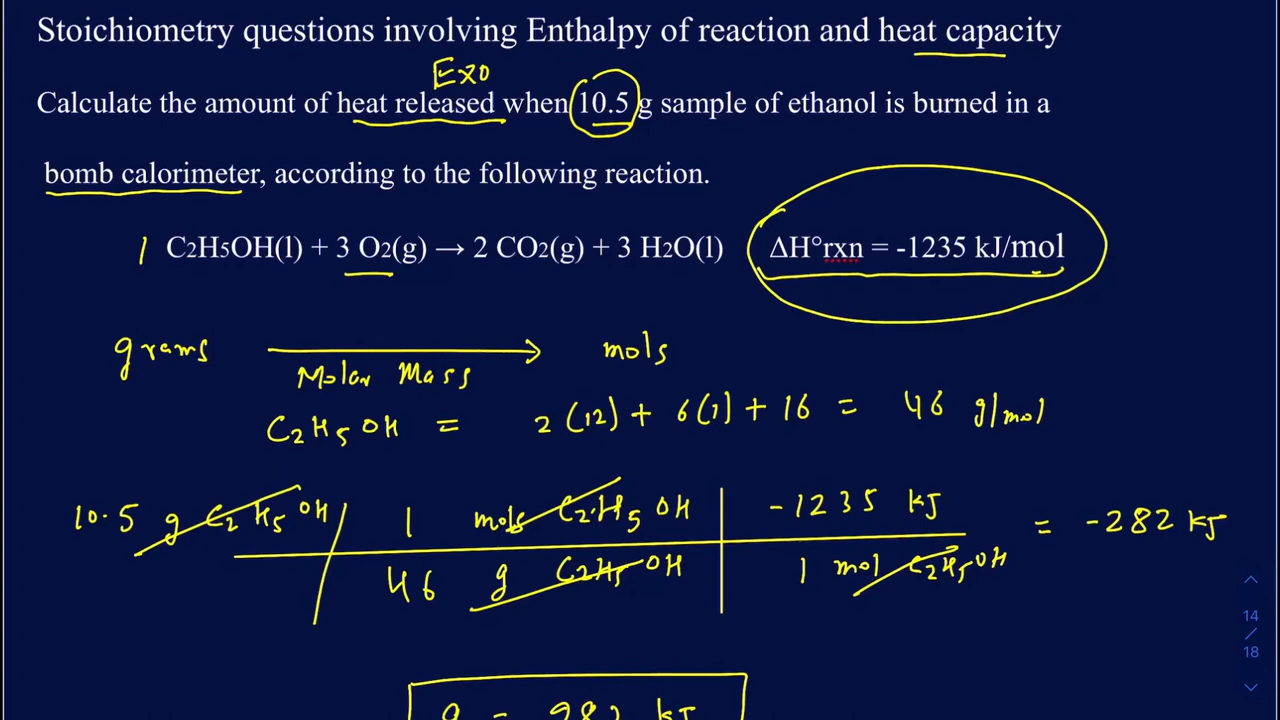 Stoichiometry questions involving Enthalpy of reaction and heat capacity
Exo
Calculate the amount of heat released when 10.5 g sample of ethanol is burned in a
bomb calorimeter, according to the following reaction.
1 C2H5OH(l) + 3 O2(g) → 2 CO2(g) + 3 H2O(l) ΔH°rxn = -1235 kJ/mol
grams → mols
Molar Mass
C2H5OH = 2(12) + 6(1) + 16 = 46 g/mol
10.5 g C2H5OH 1 mols C2H5OH -1235 KJ = -282 KJ
46 g C2H5OH 1 mol C2H5OH
14
/
18
q = 282 KJ